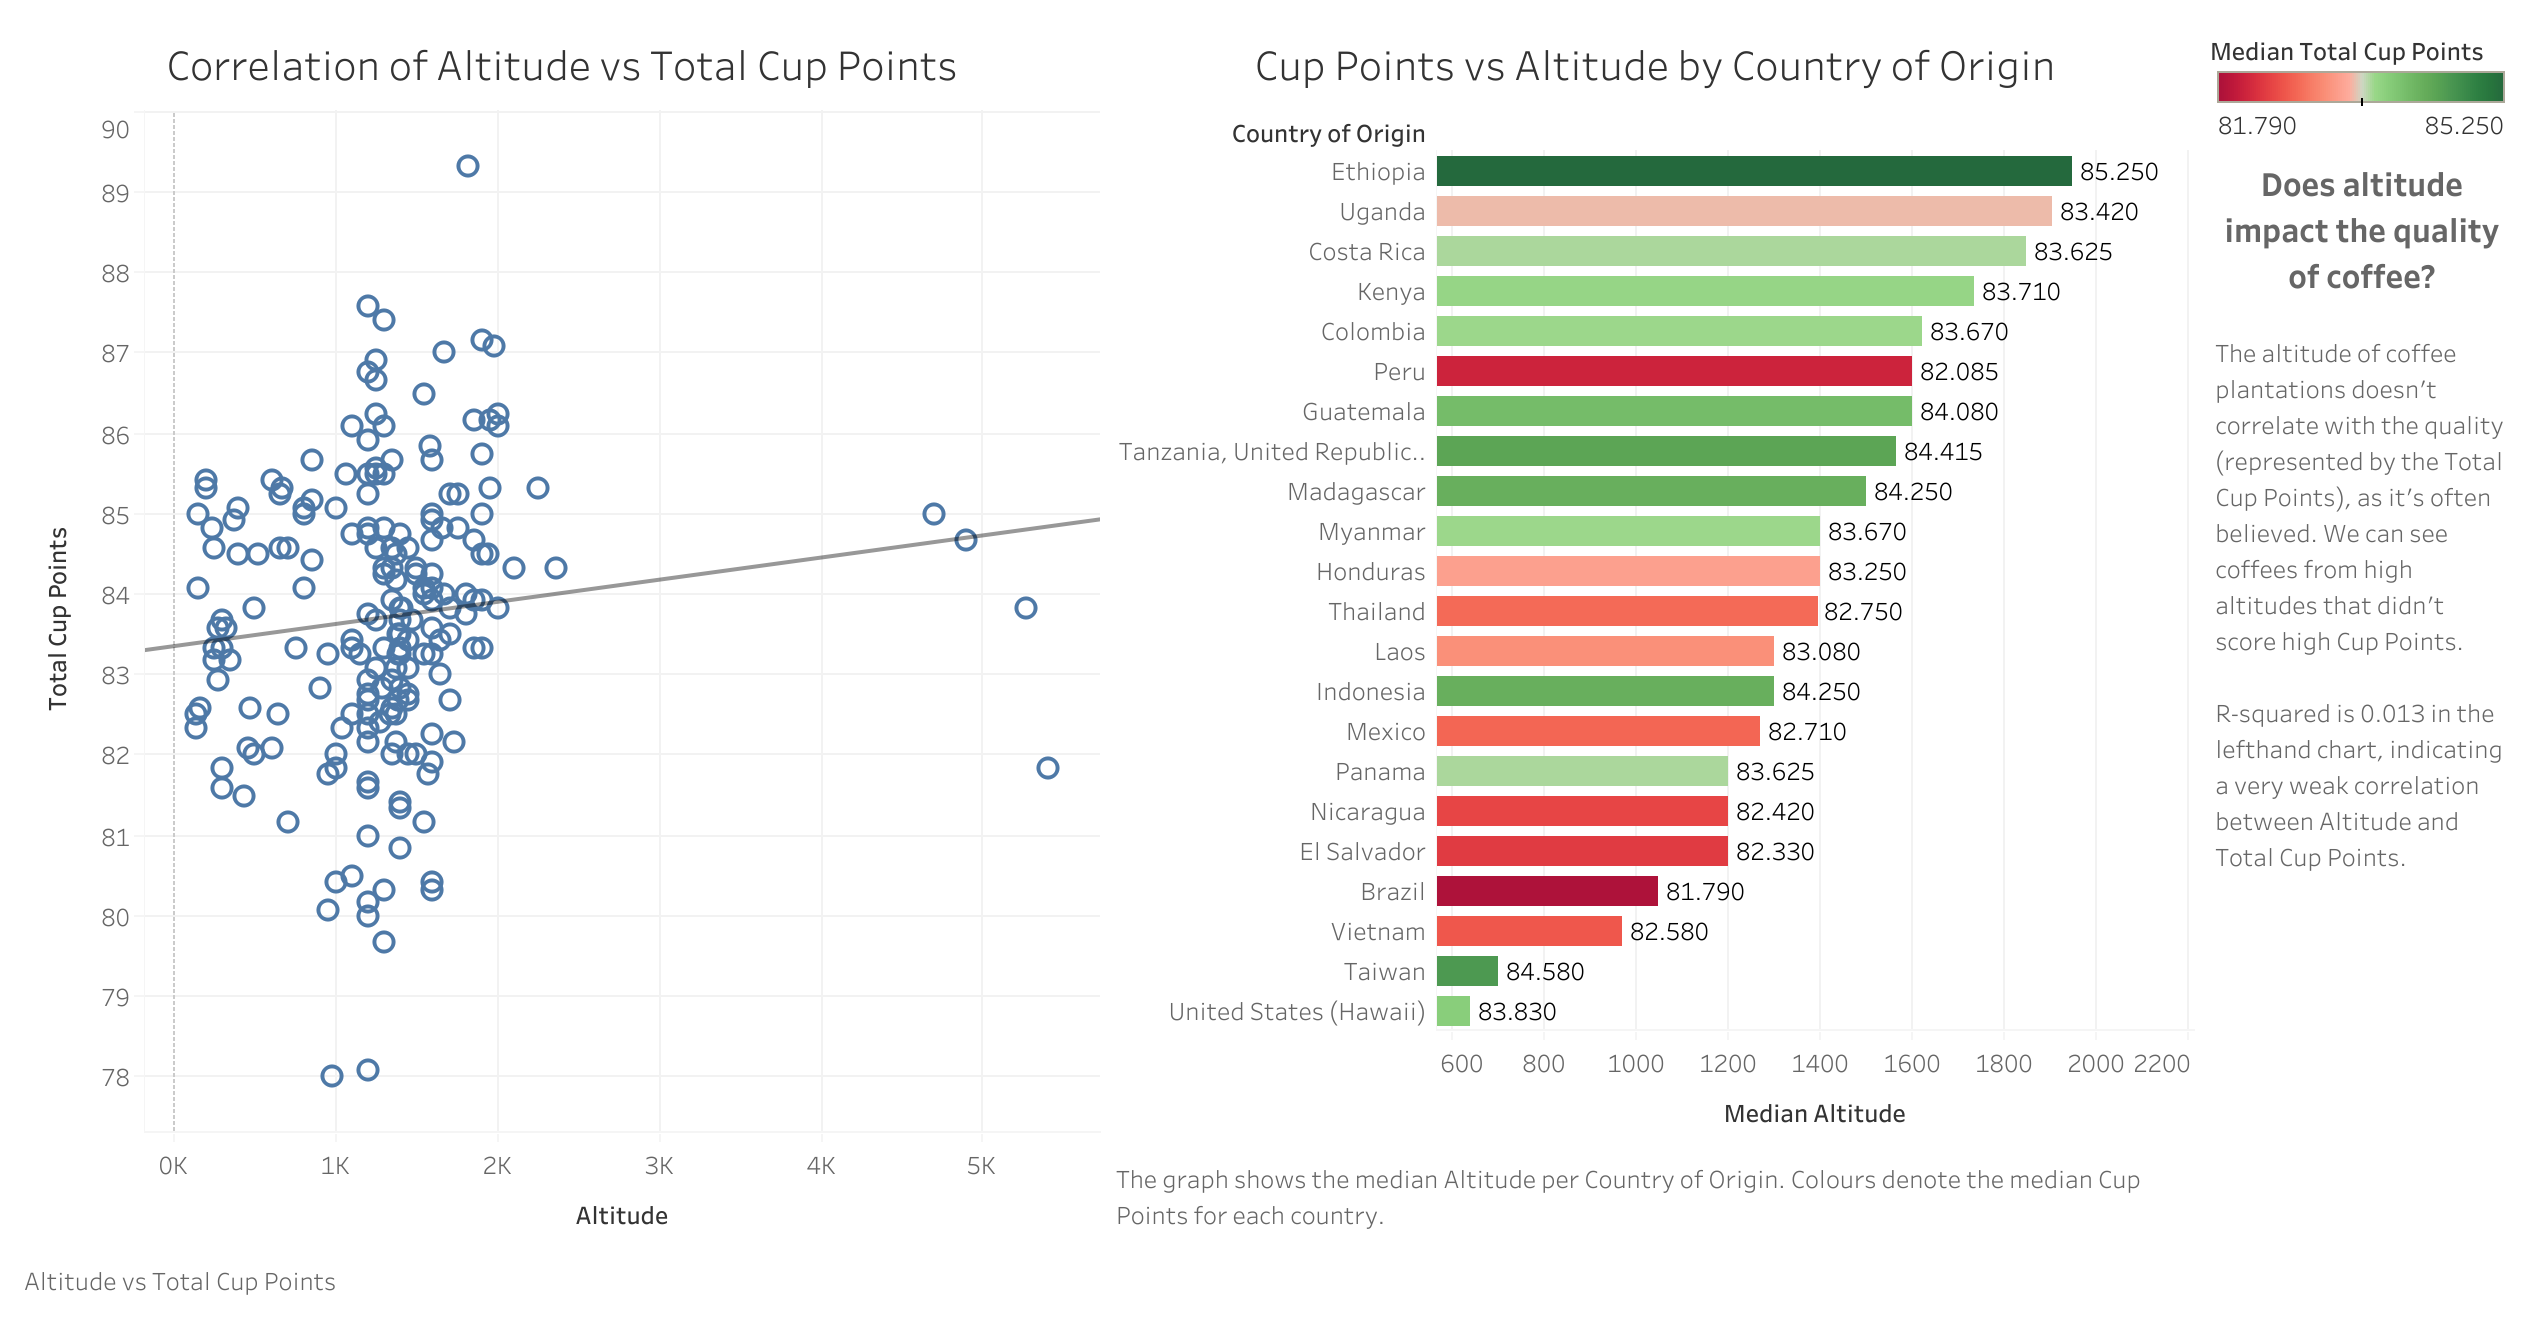 Correlation of Altitude vs Total Cup Points
90
89
88
87
86
85
84
83
82
81
80
79
78
Total Cup Points
0K
1K
2K
3K
4K
5K
Altitude
Altitude vs Total Cup Points
Cup Points vs Altitude by Country of Origin
Country of Origin
Ethiopia 85.250
Uganda 83.420
Costa Rica 83.625
Kenya 83.710
Colombia 83.670
Peru 82.085
Guatemala 84.080
Tanzania, United Republic.. 84.415
Madagascar 84.250
Myanmar 83.670
Honduras 83.250
Thailand 82.750
Laos 83.080
Indonesia 84.250
Mexico 82.710
Panama 83.625
Nicaragua 82.420
El Salvador 82.330
Brazil 81.790
Vietnam 82.580
Taiwan 84.580
United States (Hawaii) 83.830
600 800 1000 1200 1400 1600 1800 2000 2200
Median Altitude
The graph shows the median Altitude per Country of Origin. Colours denote the median Cup
Points for each country.
Median Total Cup Points
81.790 85.250
Does altitude
impact the quality
of coffee?
The altitude of coffee
plantations doesn’t
correlate with the quality
(represented by the Total
Cup Points), as it’s often
believed. We can see
coffees from high
altitudes that didn’t
score high Cup Points.
R-squared is 0.013 in the
lefthand chart, indicating
a very weak correlation
between Altitude and
Total Cup Points.